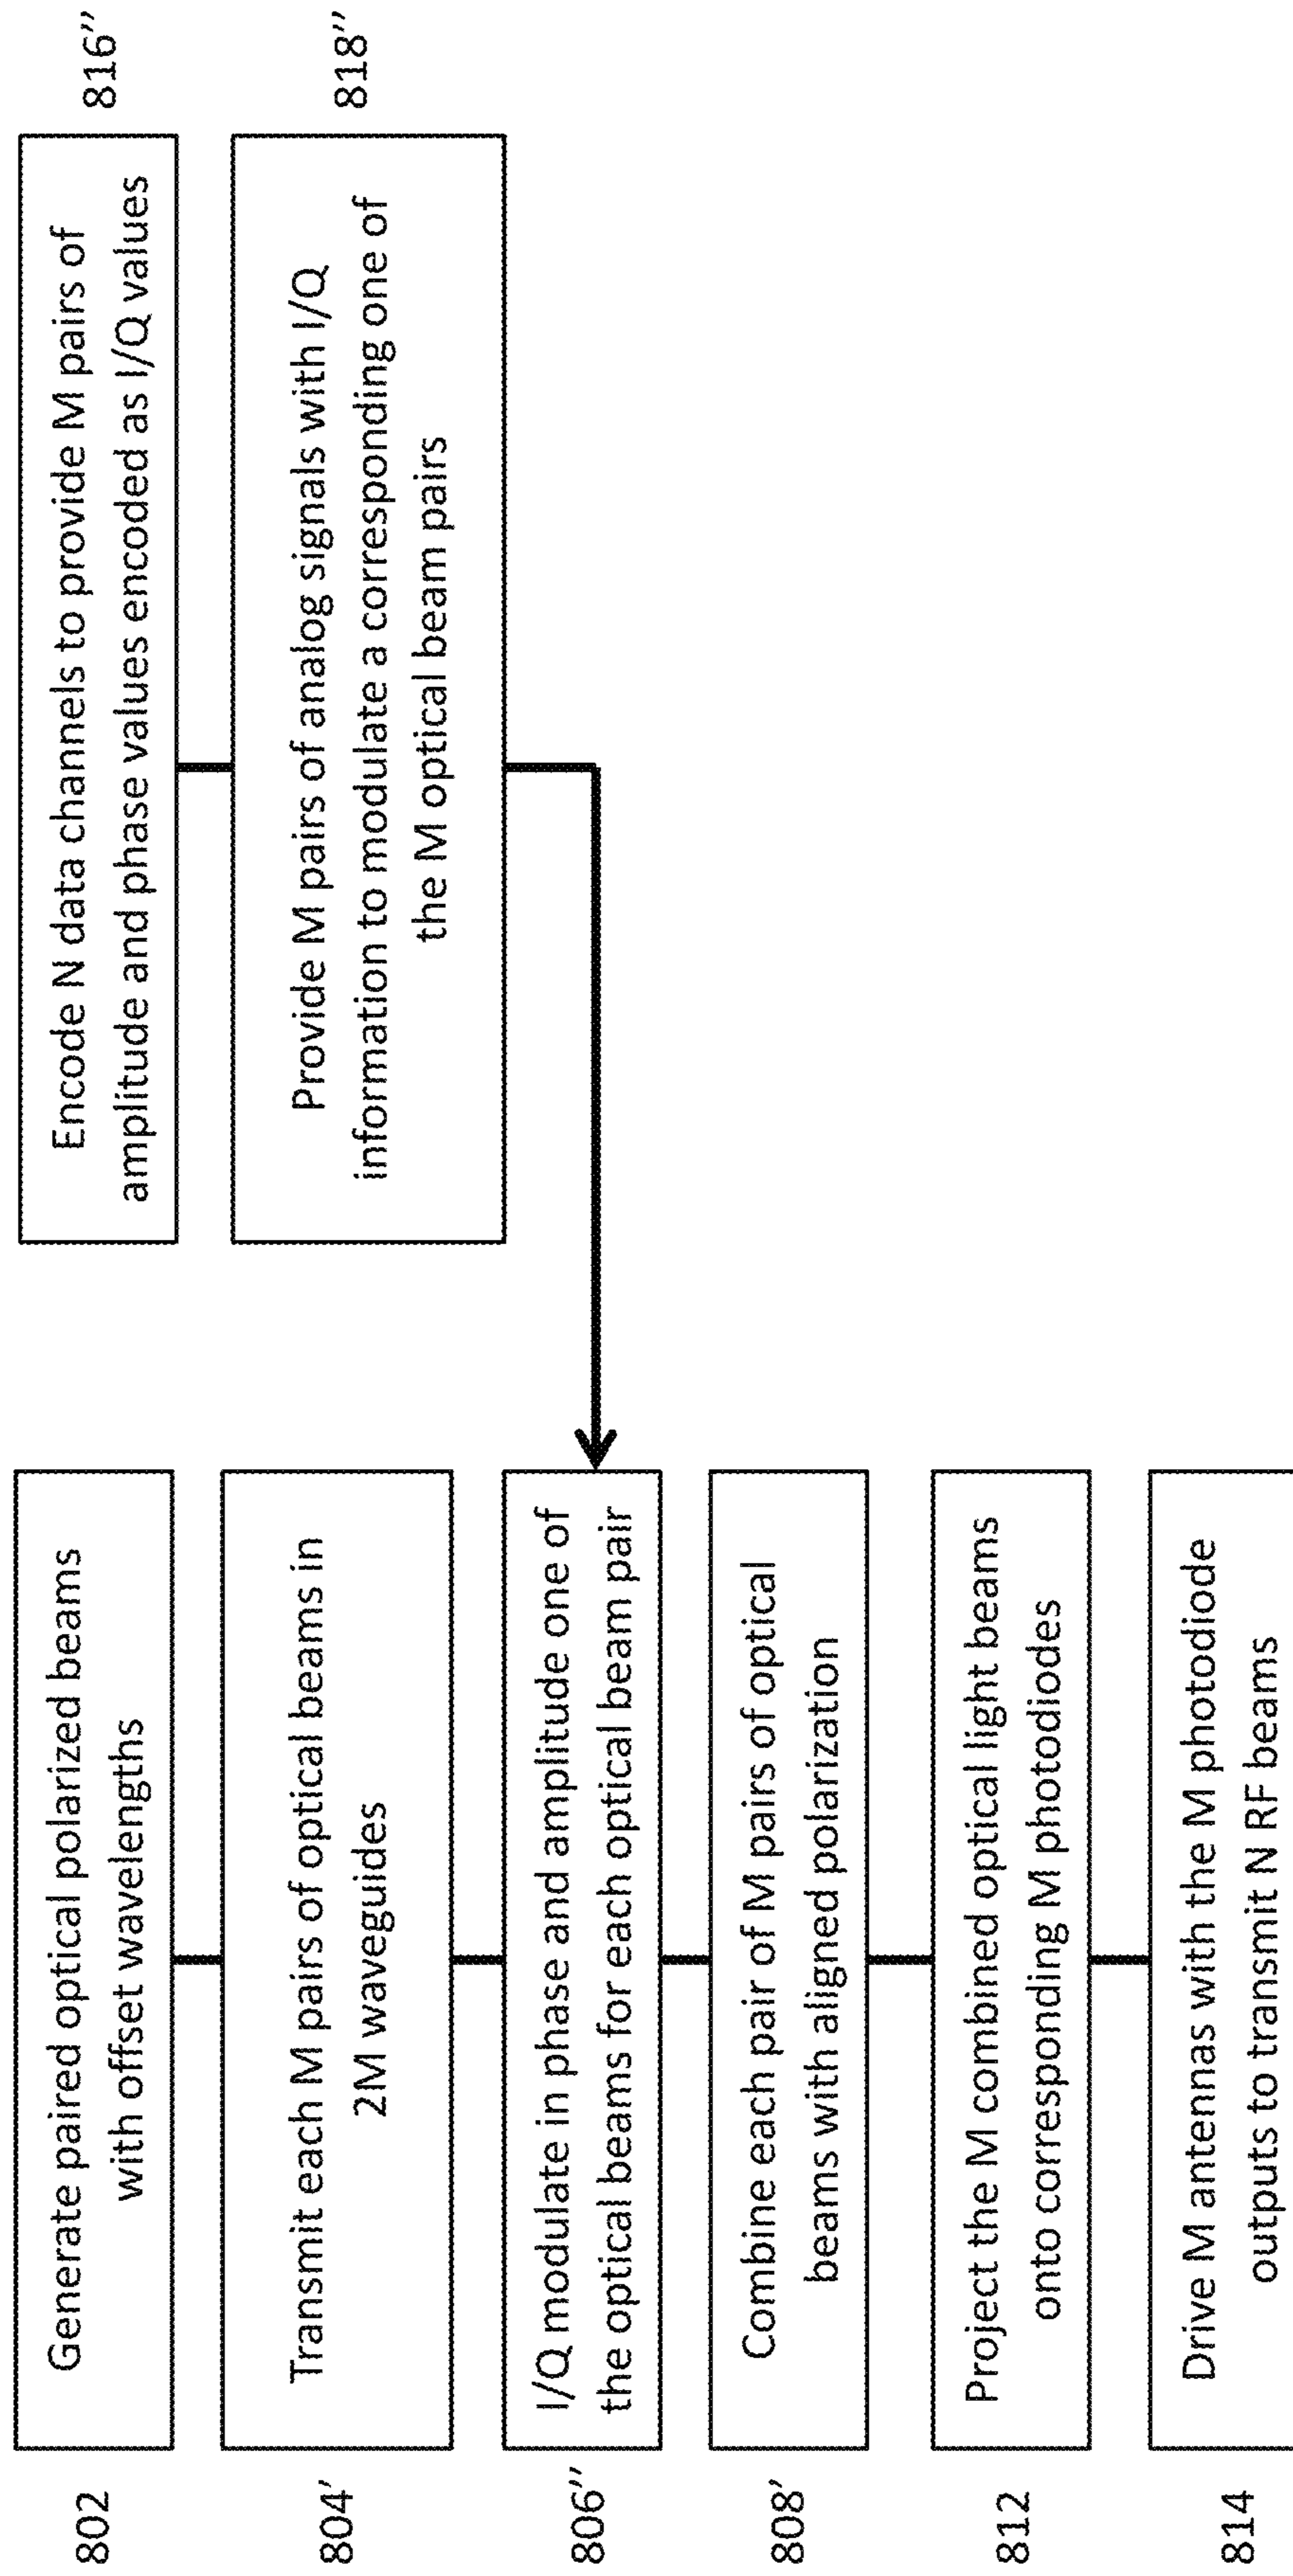 802
Generate paired optical polarized beams
with offset wavelengths
804′
Transmit each M pairs of optical beams in
2M waveguides
806′′
I/Q modulate in phase and amplitude one of
the optical beams for each optical beam pair
808′
Combine each pair of M pairs of optical
beams with aligned polarization
812
Project the M combined optical light beams
onto corresponding M photodiodes
814
Drive M antennas with the M photodiode
outputs to transmit N RF beams
Encode N data channels to provide M pairs of
amplitude and phase values encoded as I/Q values
816′′
Provide M pairs of analog signals with I/Q
information to modulate a corresponding one of
the M optical beam pairs
818′′